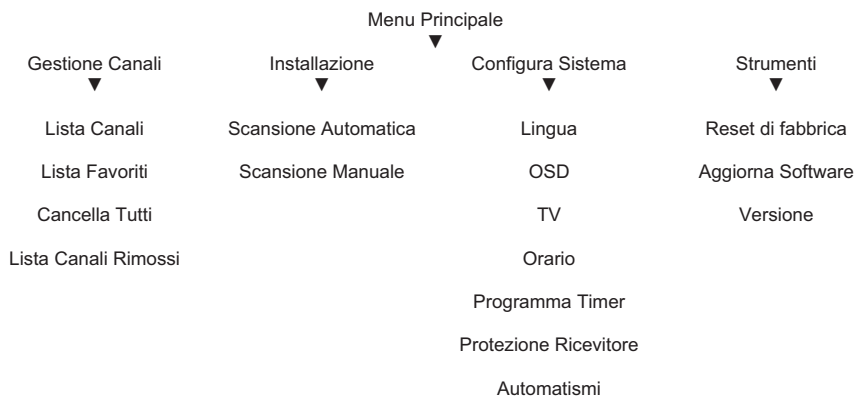 Menu Principale
▼
Gestione Canali Installazione Configura Sistema Strumenti
▼ ▼ ▼ ▼
Lista Canali Scansione Automatica Lingua Reset di fabbrica
Lista Favoriti Scansione Manuale OSD Aggiorna Software
Cancella Tutti TV Versione
Lista Canali Rimossi Orario
Programma Timer
Protezione Ricevitore
Automatismi